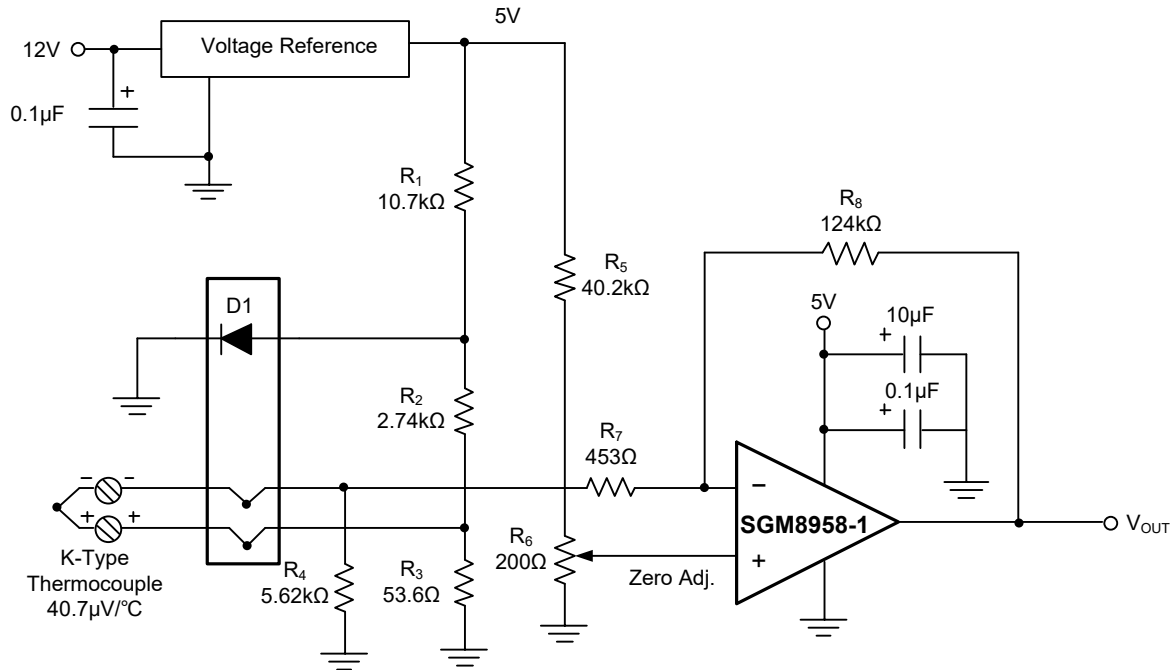 5V
12V
Voltage Reference
+
0.1µF
R1
10.7kΩ
R8
124kΩ
R5
40.2kΩ
D1
5V
+
10µF
0.1µF
+
R2
2.74kΩ
R7
453Ω
− −
+ +
−
SGM8958-1
+
VOUT
K-Type
Thermocouple
40.7µV/℃
R4
5.62kΩ
R3
53.6Ω
R6
200Ω
Zero Adj.